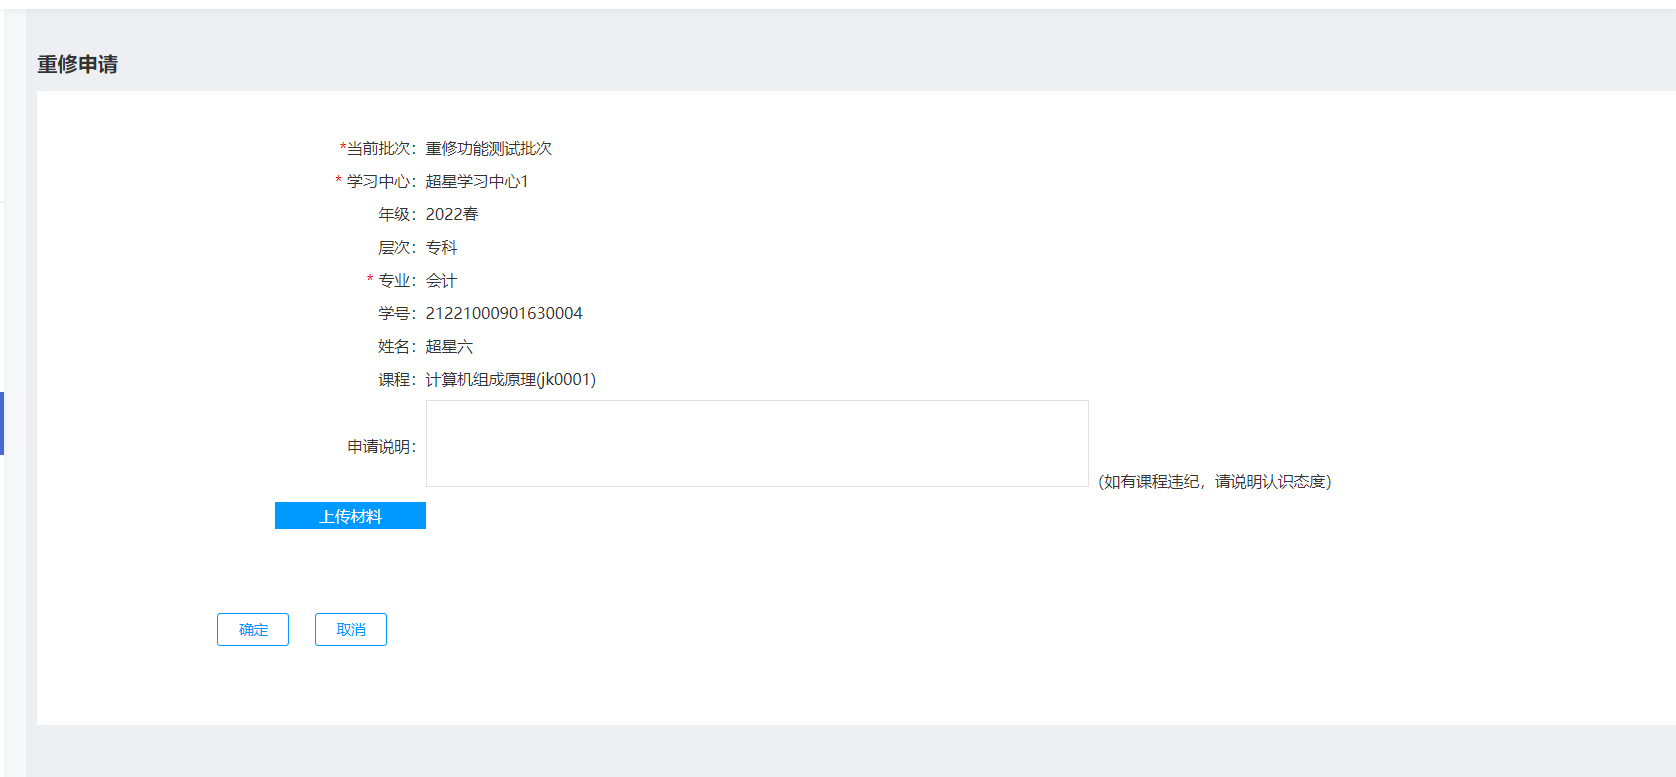 重修申请
*当前批次：重修功能测试批次
* 学习中心：超星学习中心1
年级：2022春
层次：专科
* 专业：会计
学号：21221000901630004
姓名：超星六
课程：计算机组成原理(jk0001)
申请说明：
(如有课程违纪，请说明认识态度)
上传材料
确定 取消